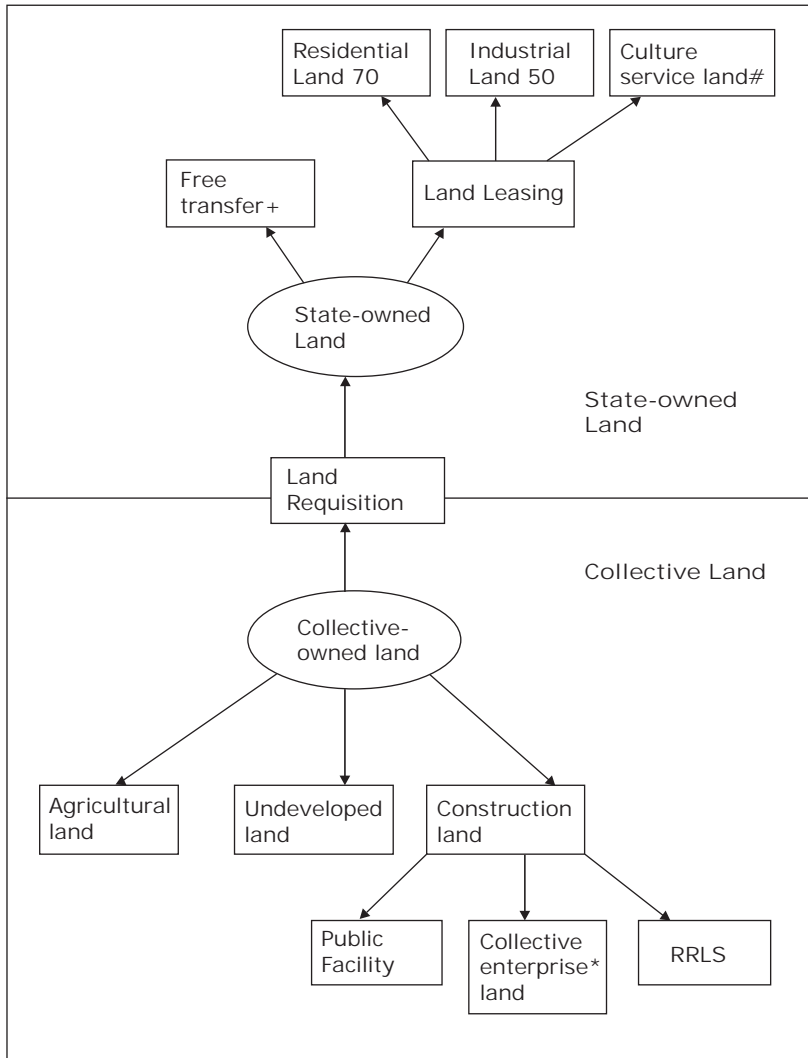 Residential
Land 70
Industrial
Land 50
Culture
service land#
Free
transfer+
Land Leasing
State-owned
Land
State-owned
Land
Land
Requisition
Collective Land
Collective-
owned land
Agricultural
land
Undeveloped
land
Construction
land
Public
Facility
Collective
enterprise*
land
RRLS